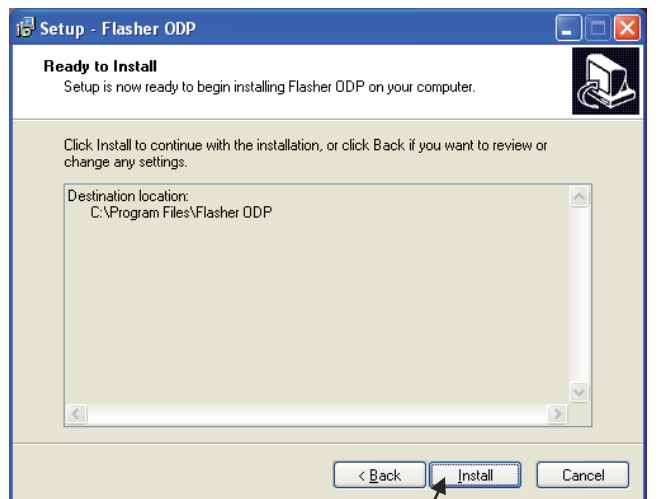 Setup - Flasher ODP
Ready to Install
Setup is now ready to begin installing Flasher ODP on your computer.
Click Install to continue with the installation, or click Back if you want to review or
change any settings.
Destination location:
C:\Program Files\Flasher ODP
< Back
Install
Cancel